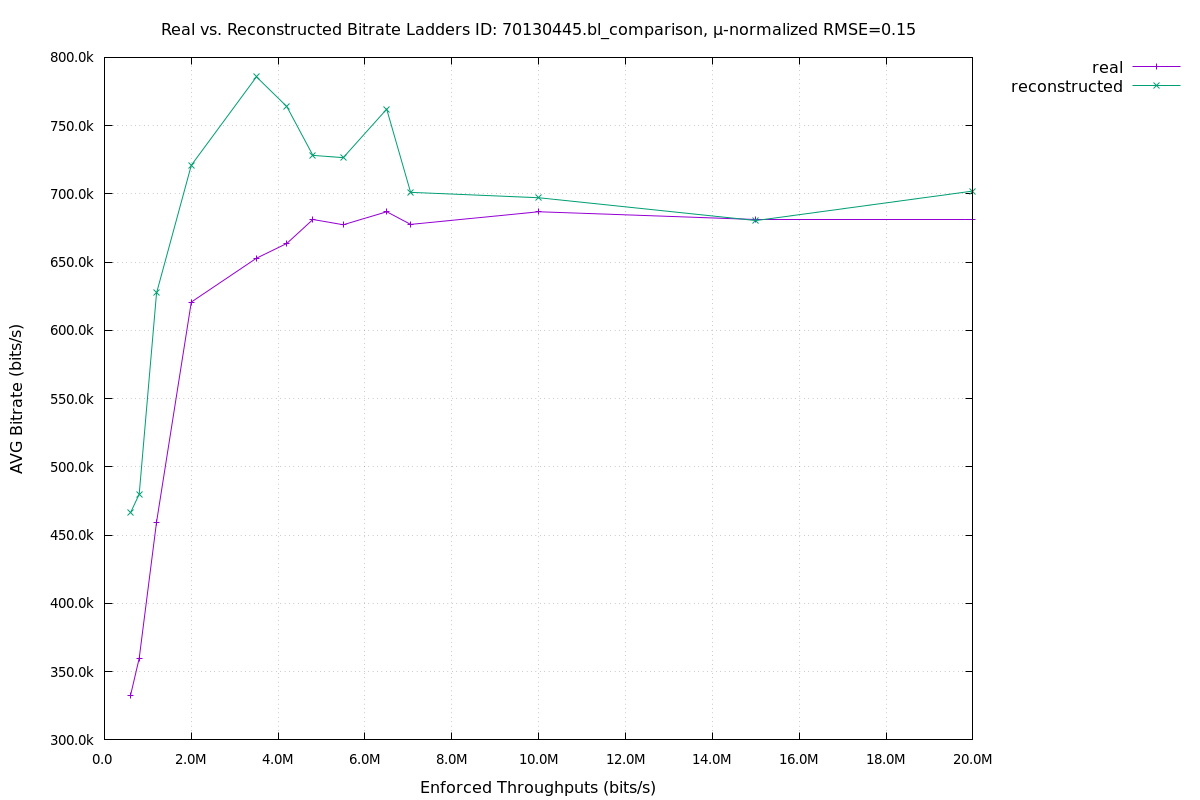 Real vs. Reconstructed Bitrate Ladders ID: 70130445.bl_comparison, μ-normalized RMSE=0.15
real
reconstructed
AVG Bitrate (bits/s)
800.0k
750.0k
700.0k
650.0k
600.0k
550.0k
500.0k
450.0k
400.0k
350.0k
300.0k
0.0 2.0M 4.0M 6.0M 8.0M 10.0M 12.0M 14.0M 16.0M 18.0M 20.0M
Enforced Throughputs (bits/s)